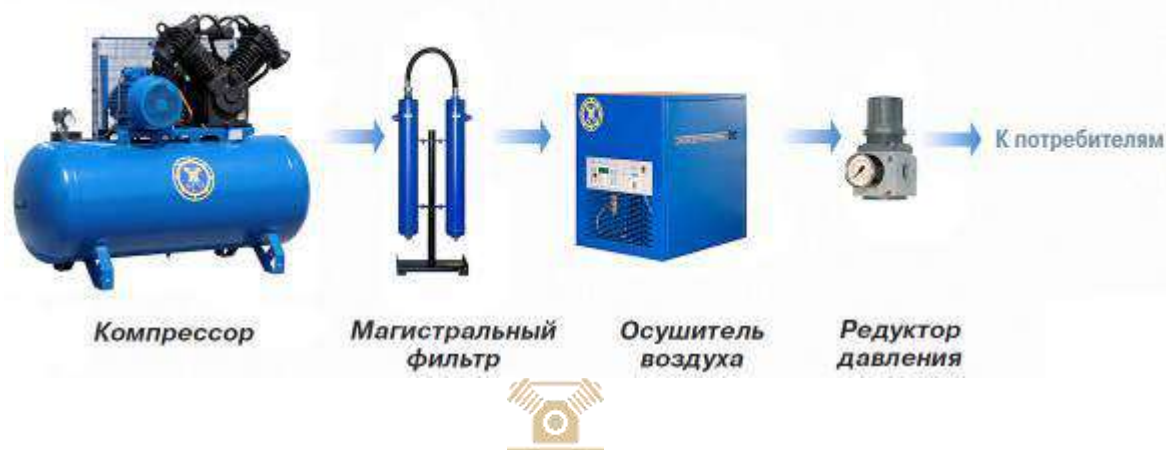 К потребителям
Компрессор
Магистральный
фильтр
Осушитель
воздуха
Редуктор
давления